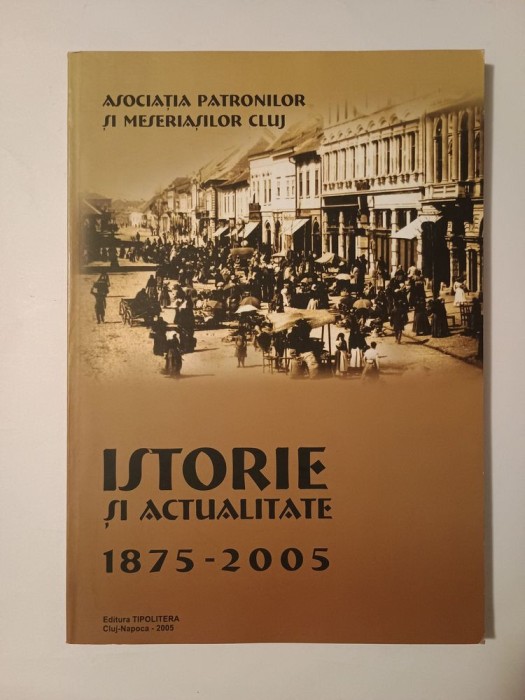 ASOCIAȚIA PATRONILOR
ȘI MESERIAȘILOR CLUJ
ISTORIE
ȘI ACTUALITATE
1875-2005
Editura TIPOLITERA
Cluj-Napoca - 2005